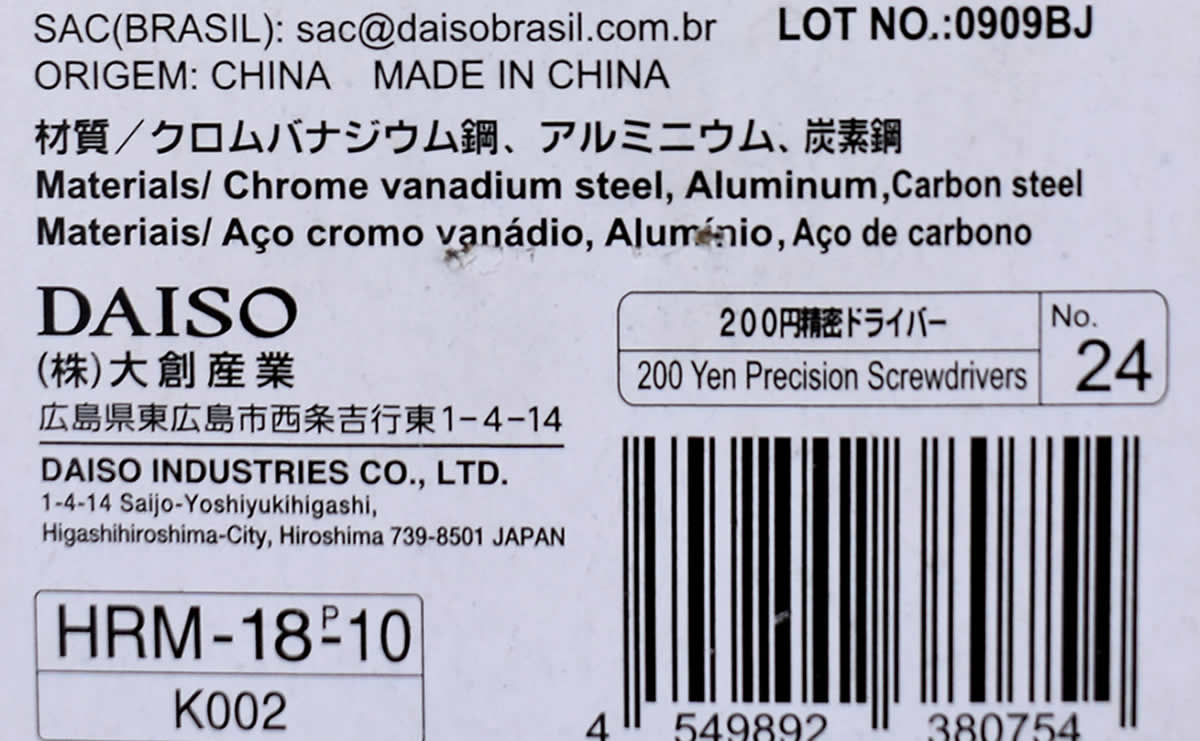 SAC(BRASIL): sac@daisobrasil.com.br LOT NO.:0909BJ
ORIGEM: CHINA MADE IN CHINA
材質／クロムバナジウム鋼、アルミニウム、炭素鋼
Materials/ Chrome vanadium steel, Aluminum,Carbon steel
Materiais/ Aço cromo vanádio, Alumínio, Aço de carbono
DAISO
(株)大創産業
広島県東広島市西条吉行東1-4-14
DAISO INDUSTRIES CO., LTD.
1-4-14 Saijo-Yoshiyukihigashi,
Higashihiroshima-City, Hiroshima 739-8501 JAPAN
200円精密ドライバー
200 Yen Precision Screwdrivers
No.
24
HRM-18P-10
K002
4 549892 380754